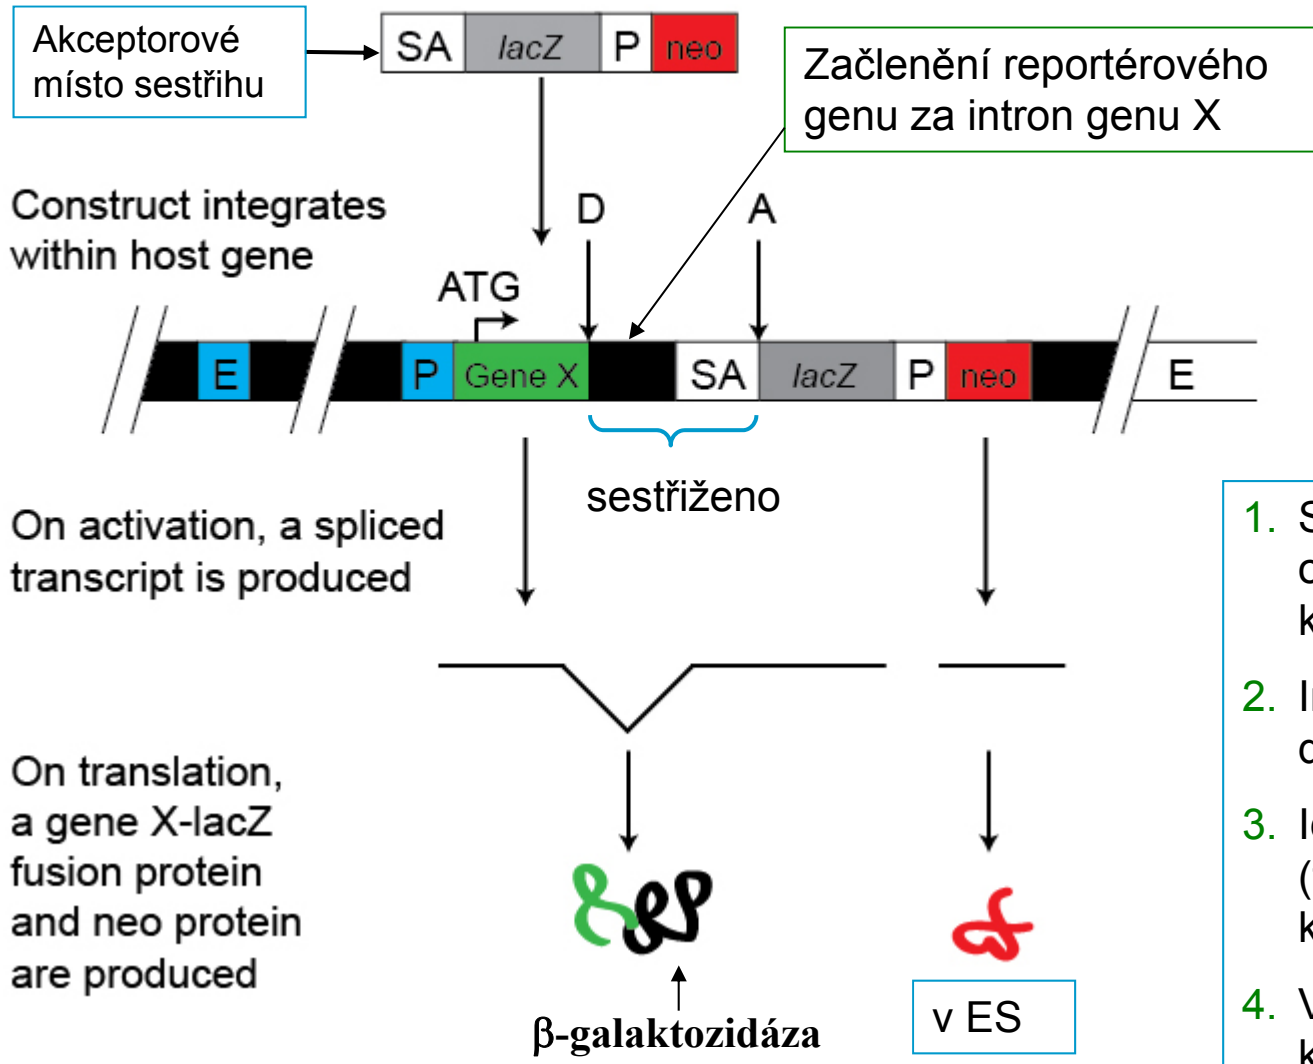 Akceptorové
místo sestřihu
SA lacZ P neo
Začlenění reportérového
genu za intron genu X
Construct integrates
within host gene
D A
ATG
E P Gene X SA lacZ P neo E
sestřiženo
On activation, a spliced
transcript is produced
On translation,
a gene X-lacZ
fusion protein
and neo protein
are produced
β-galaktozidáza
v ES
1.
2.
3.
(
4.